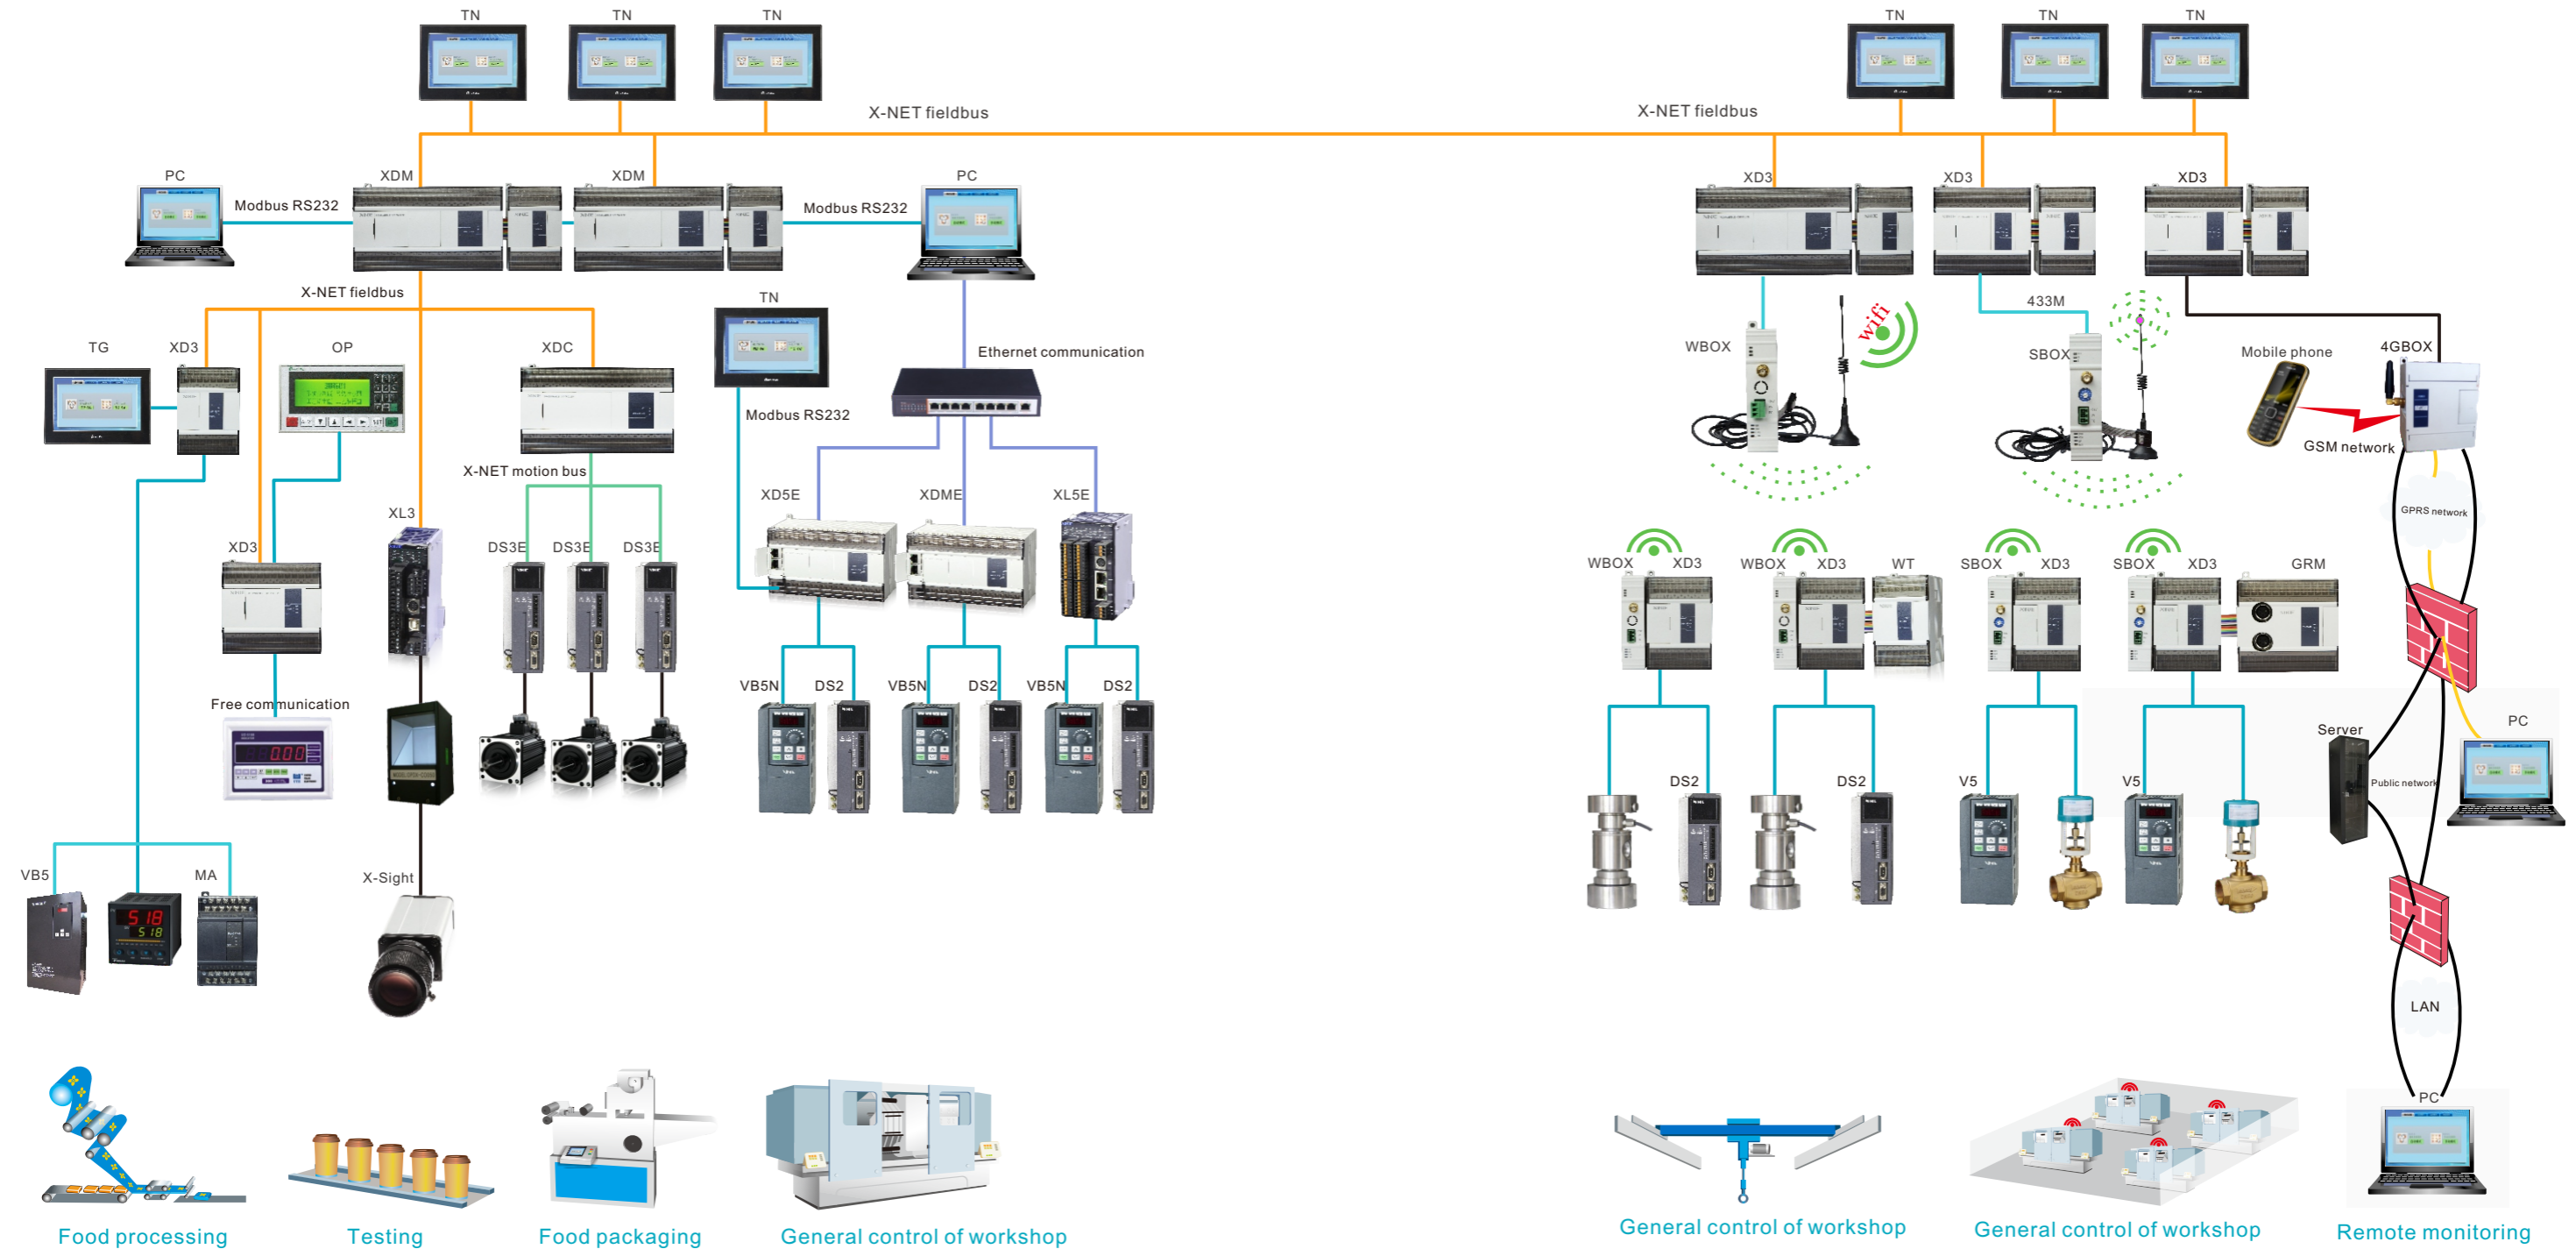 TN
TN
TN
TN
TN
TN
X-NET fieldbus
X-NET fieldbus
PC
XDM
XDM
PC
XD3
XD3
XD3
Modbus RS232
Modbus RS232
X-NET fieldbus
TN
433M
TG
XD3
OP
XDC
Ethernet communication
WBOX
wifi
SBOX
Mobile phone
4GBOX
Modbus RS232
GSM network
X-NET motion bus
XD5E
XDME
XL5E
XL3
GPRS network
XD3
DS3E
DS3E
DS3E
WBOX
XD3
WBOX
XD3
WT
SBOX
XD3
SBOX
XD3
GRM
VB5N
DS2
VB5N
DS2
VB5N
DS2
Free communication
0.00
PC
Server
DS2
DS2
V5
V5
Public network
VB5
MA
X-Sight
518
518
LAN
PC
Food processing
Testing
Food packaging
General control of workshop
General control of workshop
General control of workshop
Remote monitoring